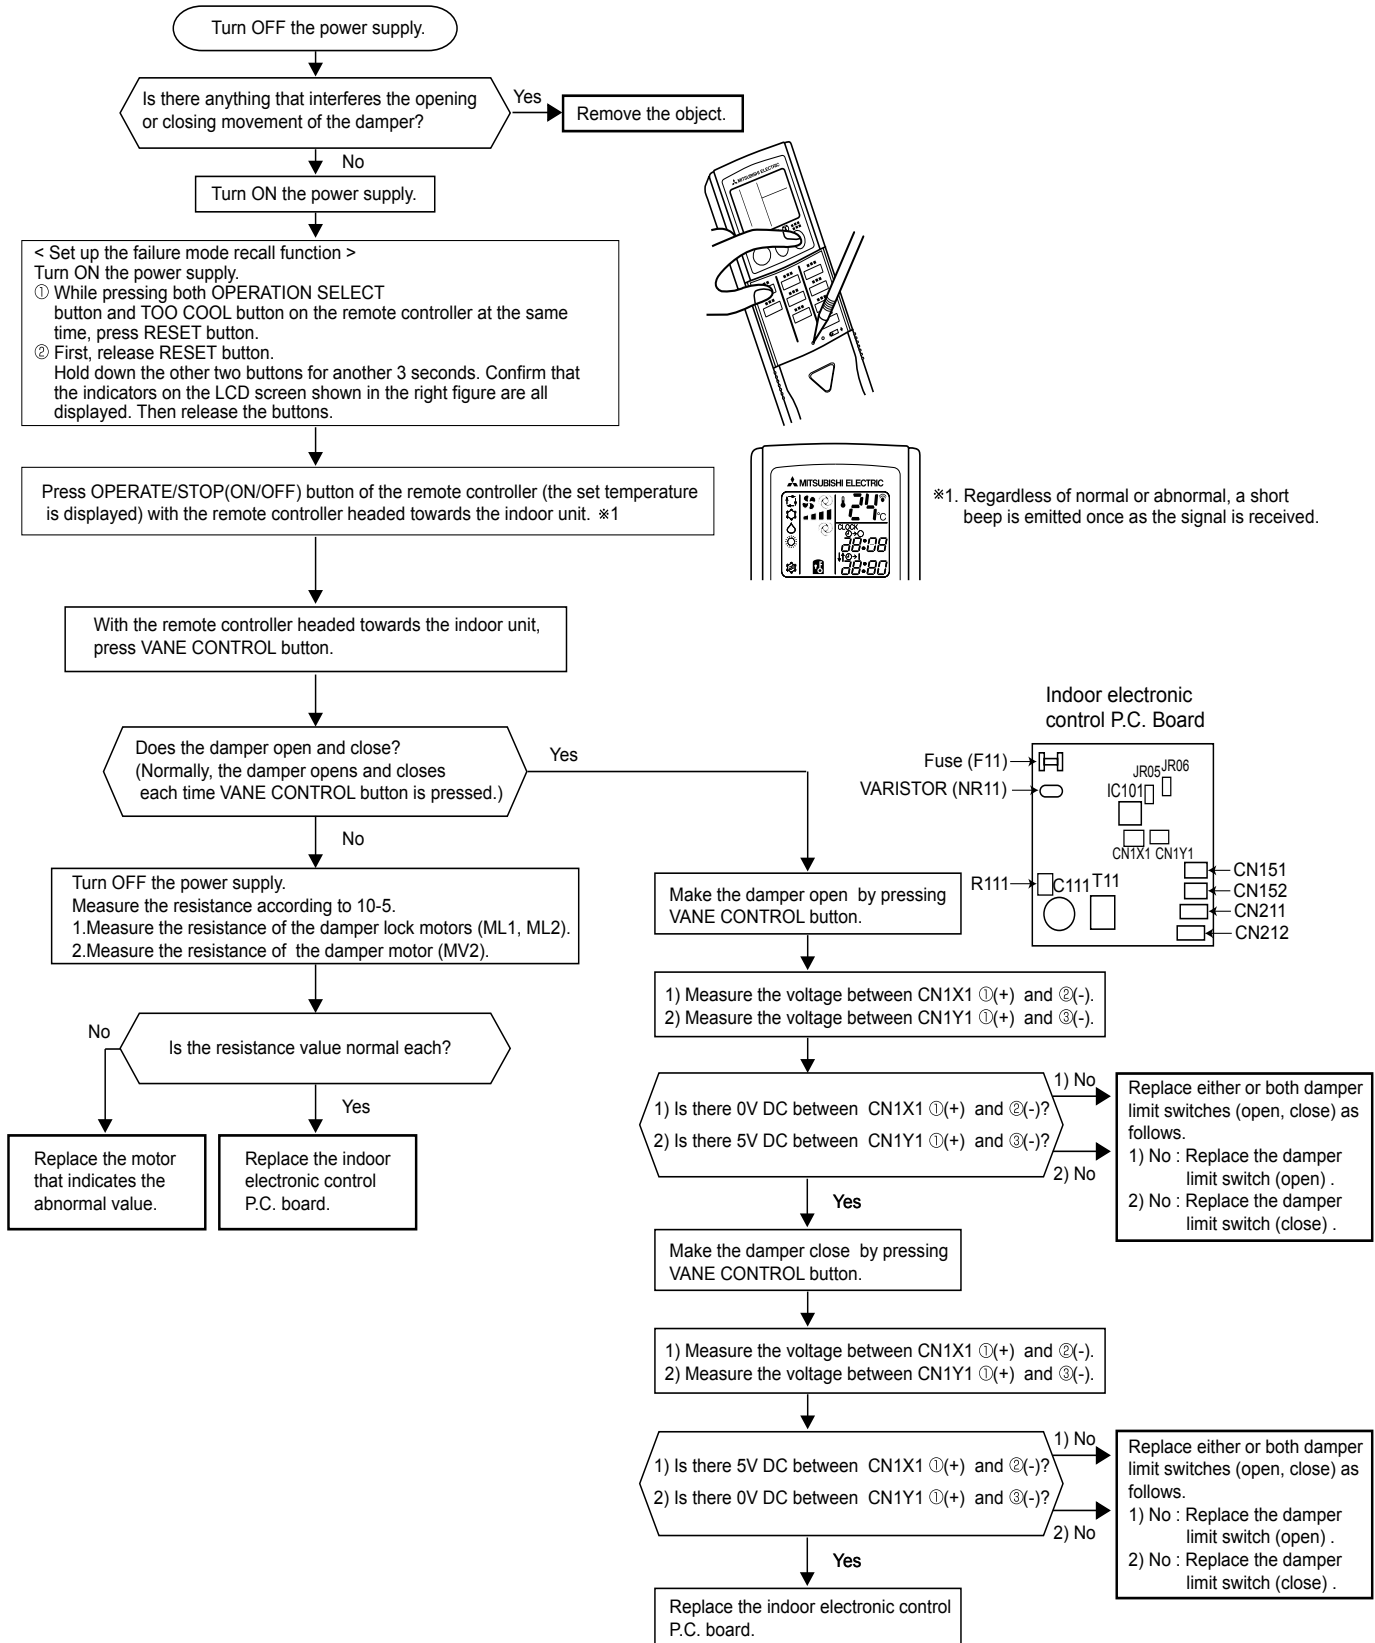 Turn OFF the power supply.
Is there anything that interferes the opening
or closing movement of the damper?
Yes
Remove the object.
No
Turn ON the power supply.
< Set up the failure mode recall function >
Turn ON the power supply.
① While pressing both OPERATION SELECT
button and TOO COOL button on the remote controller at the same
time, press RESET button.
② First, release RESET button.
Hold down the other two buttons for another 3 seconds. Confirm that
the indicators on the LCD screen shown in the right figure are all
displayed. Then release the buttons.
MITSUBISHI ELECTRIC
Press OPERATE/STOP(ON/OFF) button of the remote controller (the set temperature
is displayed) with the remote controller headed towards the indoor unit. ※1
MITSUBISHI ELECTRIC
24°C
CLOCK
28:08
28:80
※1. Regardless of normal or abnormal, a short
beep is emitted once as the signal is received.
With the remote controller headed towards the indoor unit,
press VANE CONTROL button.
Does the damper open and close?
(Normally, the damper opens and closes
each time VANE CONTROL button is pressed.)
Yes
No
Turn OFF the power supply.
Measure the resistance according to 10-5.
1.Measure the resistance of the damper lock motors (ML1, ML2).
2.Measure the resistance of the damper motor (MV2).
No
Is the resistance value normal each?
Yes
Replace the motor
that indicates the
abnormal value.
Replace the indoor
electronic control
P.C. board.
Indoor electronic
control P.C. Board
Fuse (F11)
VARISTOR (NR11)
JR05
JR06
IC101
CN1X1 CN1Y1
R111
C111
T11
CN151
CN152
CN211
CN212
Make the damper open by pressing
VANE CONTROL button.
1) Measure the voltage between CN1X1 ①(+) and ②(-).
2) Measure the voltage between CN1Y1 ①(+) and ③(-).
1) Is there 0V DC between CN1X1 ①(+) and ②(-)?
2) Is there 5V DC between CN1Y1 ①(+) and ③(-)?
1) No
2) No
Replace either or both damper
limit switches (open, close) as
follows.
1) No : Replace the damper
limit switch (open) .
2) No : Replace the damper
limit switch (close) .
Yes
Make the damper close by pressing
VANE CONTROL button.
1) Measure the voltage between CN1X1 ①(+) and ②(-).
2) Measure the voltage between CN1Y1 ①(+) and ③(-).
1) Is there 5V DC between CN1X1 ①(+) and ②(-)?
2) Is there 0V DC between CN1Y1 ①(+) and ③(-)?
1) No
2) No
Replace either or both damper
limit switches (open, close) as
follows.
1) No : Replace the damper
limit switch (open) .
2) No : Replace the damper
limit switch (close) .
Yes
Replace the indoor electronic control
P.C. board.